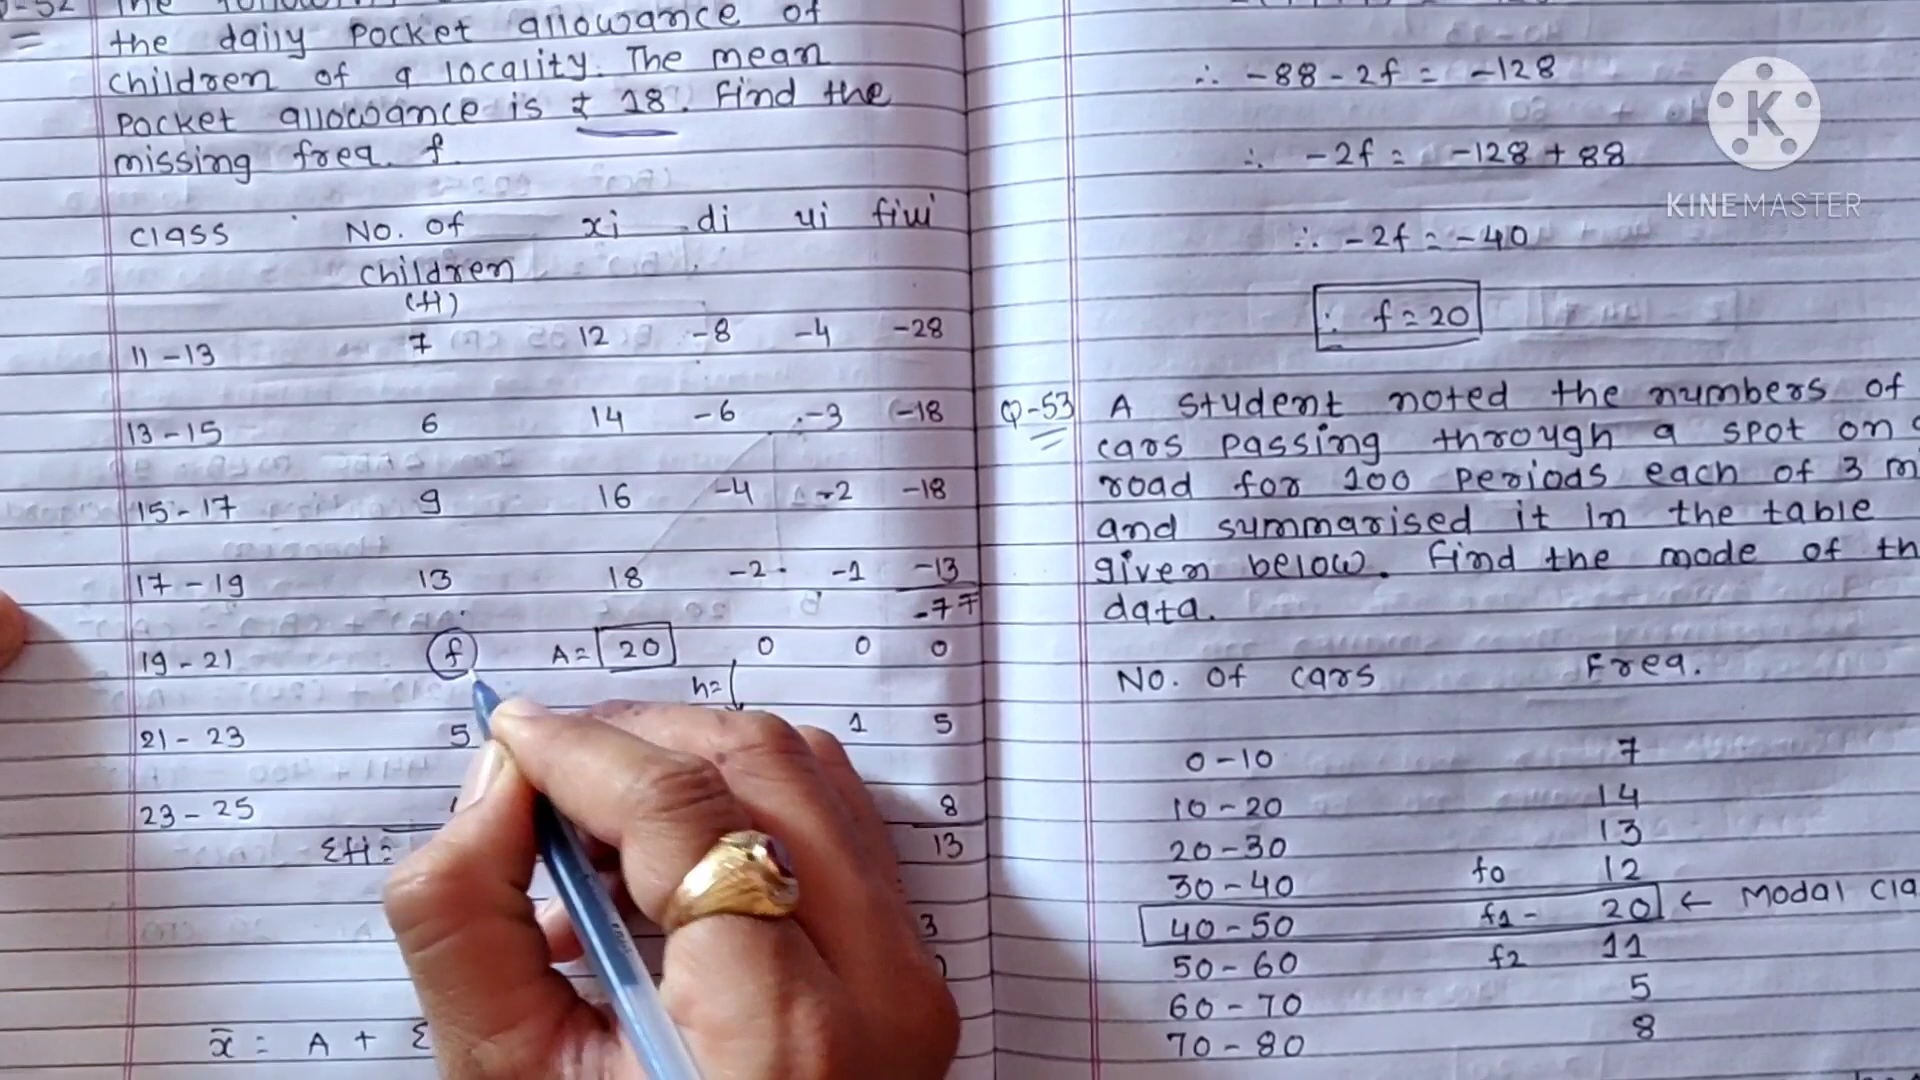 the daily pocket allowance of
children of a locality. The mean
pocket allowance is ₹ 18. Find the
missing freq. f.
class No. of xi di ui fiui
children
(fi)
11-13 7 12 -8 -4 -28
13-15 6 14 -6 -3 -18
15-17 9 16 -4 -2 -18
17-19 13 18 -2 -1 -13
-77
19-21 f A= 20 0 0 0
h=
21-23 5 1 5
23-25 8
Σfi= 13
3
x̄ = A + Σ
∴ -88-2f = -128
∴ -2f = -128 + 88
∴ -2f = -40
∴ f=20
Q-53 A student noted the numbers of
cars passing through a spot on
road for 100 periods each of 3
and summarised it in the table
given below. Find the mode of
data.
No. of cars Freq.
0-10 7
10-20 14
20-30 13
30-40 f0 12
40-50 f1- 20 ← Modal
50-60 f2 11
60-70 5
70-80 8
K
KINEMASTER